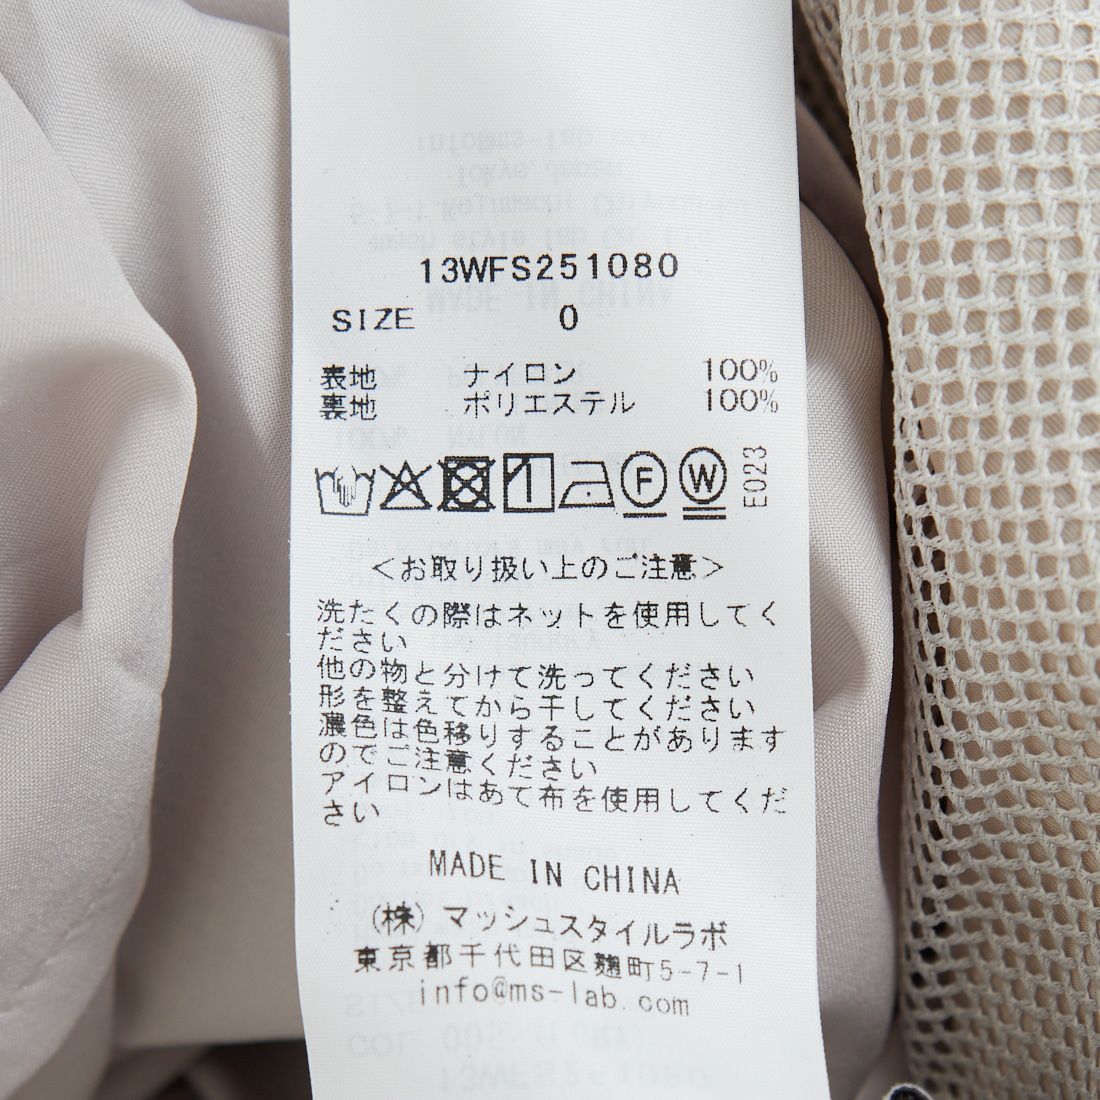 13WFS251080
SIZE 0
表地 ナイロン 100%
裏地 ポリエステル 100%
F W E023
<お取り扱い上のご注意>
洗たくの際はネットを使用してく
ださい
他の物と分けて洗ってください
形を整えてから干してください
濃色は色移りすることがあります
のでご注意ください
アイロンはあて布を使用してくだ
さい
MADE IN CHINA
(株)マッシュスタイルラボ
東京都千代田区麹町5-7-1
info@ms-lab.com